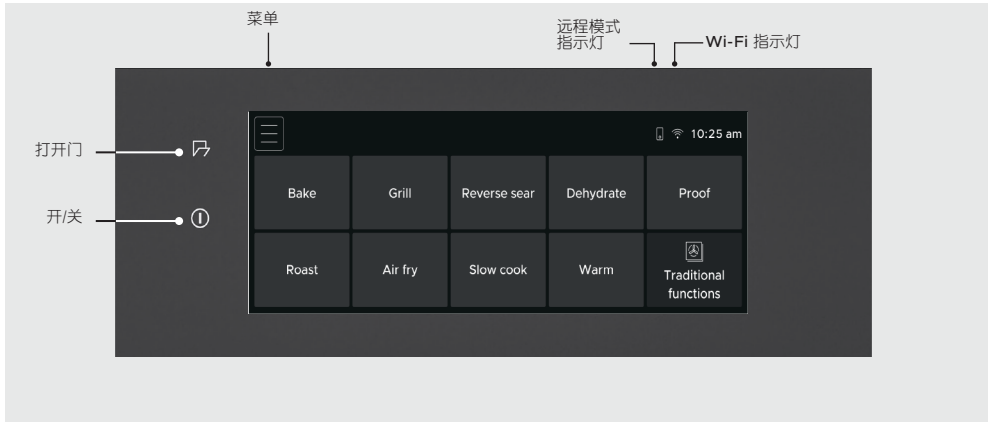 菜单
远程模式
指示灯
Wi-Fi 指示灯
打开门
开/关
10:25 am
Bake
Grill
Reverse sear
Dehydrate
Proof
Roast
Air fry
Slow cook
Warm
Traditional
functions